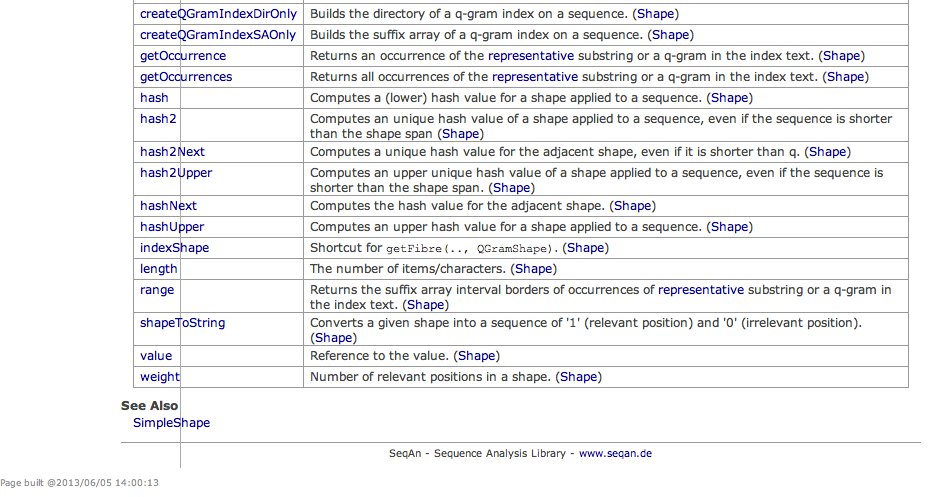 createQGramIndexDirOnly Builds the directory of a q-gram index on a sequence. (Shape)
createQGramIndexSAOnly Builds the suffix array of a q-gram index on a sequence. (Shape)
getOccurrence Returns an occurrence of the representative substring or a q-gram in the index text. (Shape)
getOccurrences Returns all occurrences of the representative substring or a q-gram in the index text. (Shape)
hash Computes a (lower) hash value for a shape applied to a sequence. (Shape)
hash2 Computes an unique hash value of a shape applied to a sequence, even if the sequence is shorter
than the shape span (Shape)
hash2Next Computes a unique hash value for the adjacent shape, even if it is shorter than q. (Shape)
hash2Upper Computes an upper unique hash value of a shape applied to a sequence, even if the sequence is
shorter than the shape span. (Shape)
hashNext Computes the hash value for the adjacent shape. (Shape)
hashUpper Computes an upper hash value for a shape applied to a sequence. (Shape)
indexShape Shortcut for getFibre(.., QGramShape). (Shape)
length The number of items/characters. (Shape)
range Returns the suffix array interval borders of occurrences of representative substring or a q-gram in
the index text. (Shape)
shapeToString Converts a given shape into a sequence of '1' (relevant position) and '0' (irrelevant position).
(Shape)
value Reference to the value. (Shape)
weight Number of relevant positions in a shape. (Shape)
See Also
SimpleShape
SeqAn - Sequence Analysis Library - www.seqan.de
Page built @2013/06/05 14:00:13